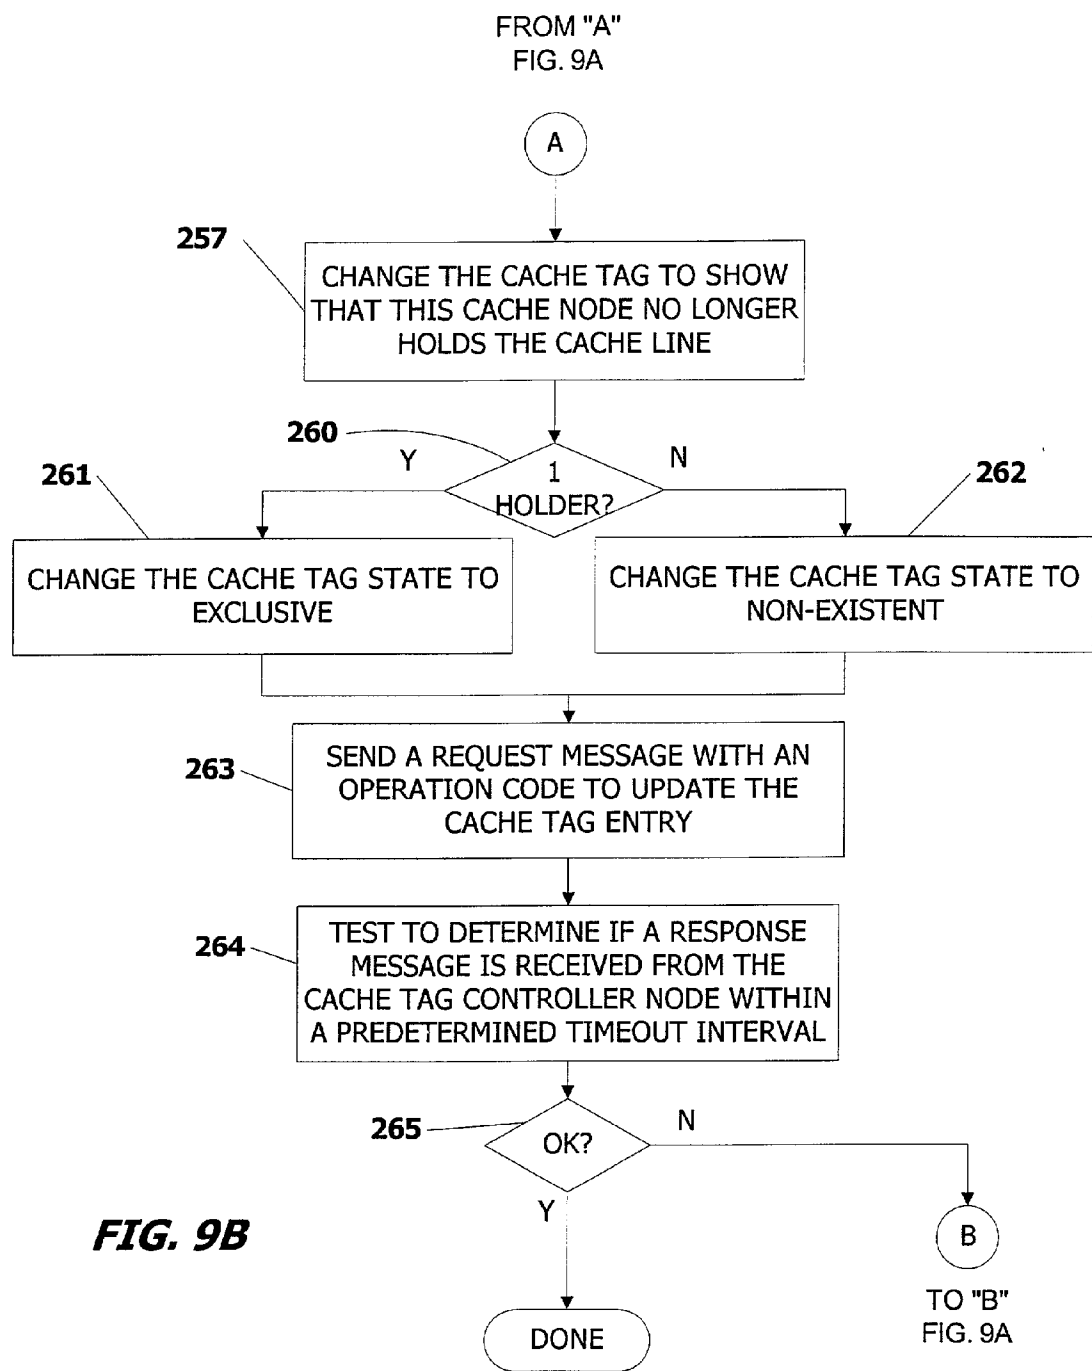 FROM "A"
FIG. 9A
A
257
CHANGE THE CACHE TAG TO SHOW
THAT THIS CACHE NODE NO LONGER
HOLDS THE CACHE LINE
260
Y
N
1
HOLDER?
261
262
CHANGE THE CACHE TAG STATE TO
EXCLUSIVE
CHANGE THE CACHE TAG STATE TO
NON-EXISTENT
263
SEND A REQUEST MESSAGE WITH AN
OPERATION CODE TO UPDATE THE
CACHE TAG ENTRY
264
TEST TO DETERMINE IF A RESPONSE
MESSAGE IS RECEIVED FROM THE
CACHE TAG CONTROLLER NODE WITHIN
A PREDETERMINED TIMEOUT INTERVAL
265
OK?
N
Y
B
TO "B"
FIG. 9A
FIG. 9B
DONE